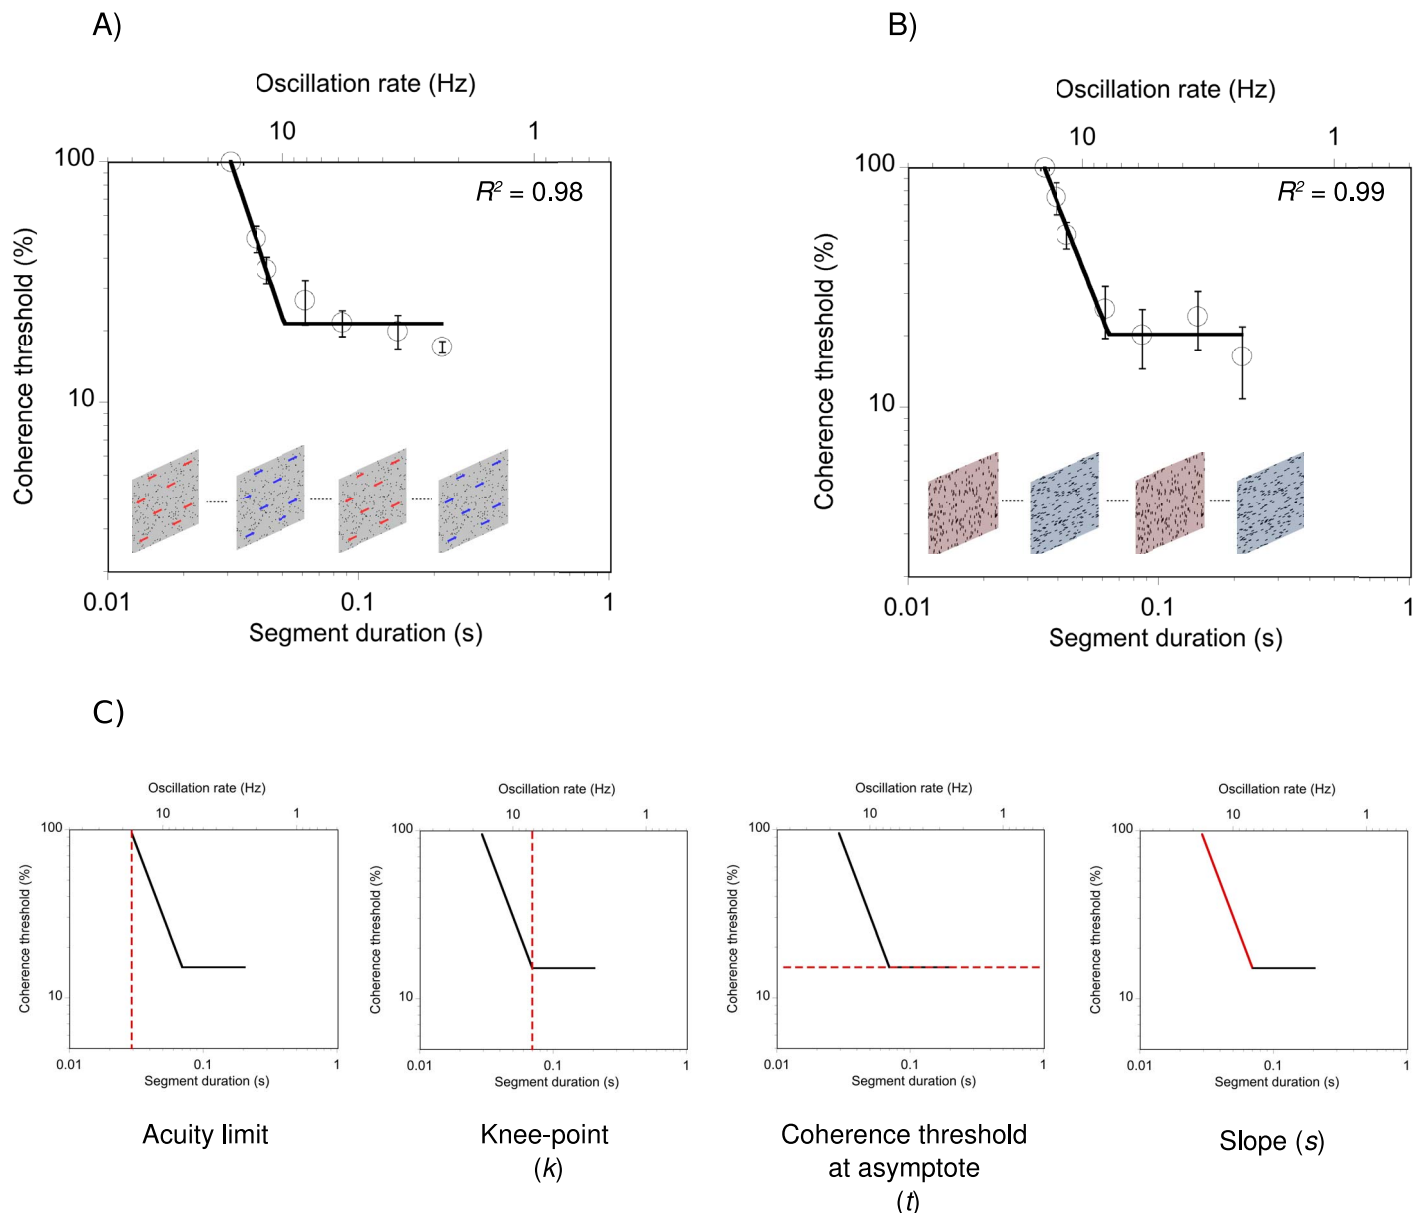 A)
Oscillation rate (Hz)
10 1
100
R² = 0.98
Coherence threshold (%)
10
0.01 0.1 1
Segment duration (s)
B)
Oscillation rate (Hz)
10 1
100
R² = 0.99
Coherence threshold (%)
10
0.01 0.1 1
Segment duration (s)
C)
Oscillation rate (Hz)
10 1
100
Coherence threshold (%)
10
0.01 0.1 1
Segment duration (s)
Acuity limit
Oscillation rate (Hz)
10 1
100
Coherence threshold (%)
10
0.01 0.1 1
Segment duration (s)
Knee-point
(k)
Oscillation rate (Hz)
10 1
100
Coherence threshold (%)
10
0.01 0.1 1
Segment duration (s)
Coherence threshold
at asymptote
(t)
Oscillation rate (Hz)
10 1
100
Coherence threshold (%)
10
0.01 0.1 1
Segment duration (s)
Slope (s)